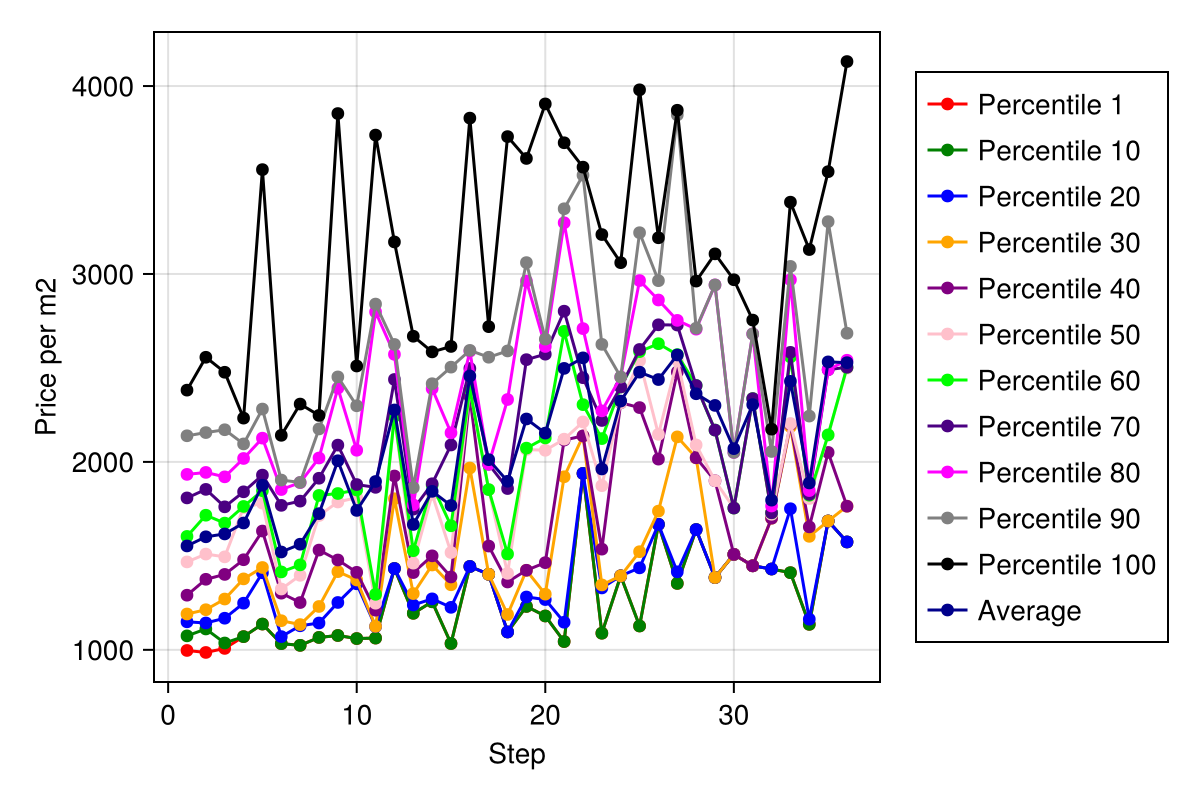 4000
3000
2000
1000
Price per m2
0 10 20 30
Step
Percentile 1
Percentile 10
Percentile 20
Percentile 30
Percentile 40
Percentile 50
Percentile 60
Percentile 70
Percentile 80
Percentile 90
Percentile 100
Average